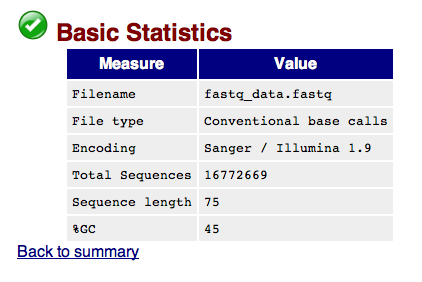 Basic Statistics
Measure Value
Filename fastq_data.fastq
File type Conventional base calls
Encoding Sanger / Illumina 1.9
Total Sequences 16772669
Sequence length 75
%GC 45
Back to summary